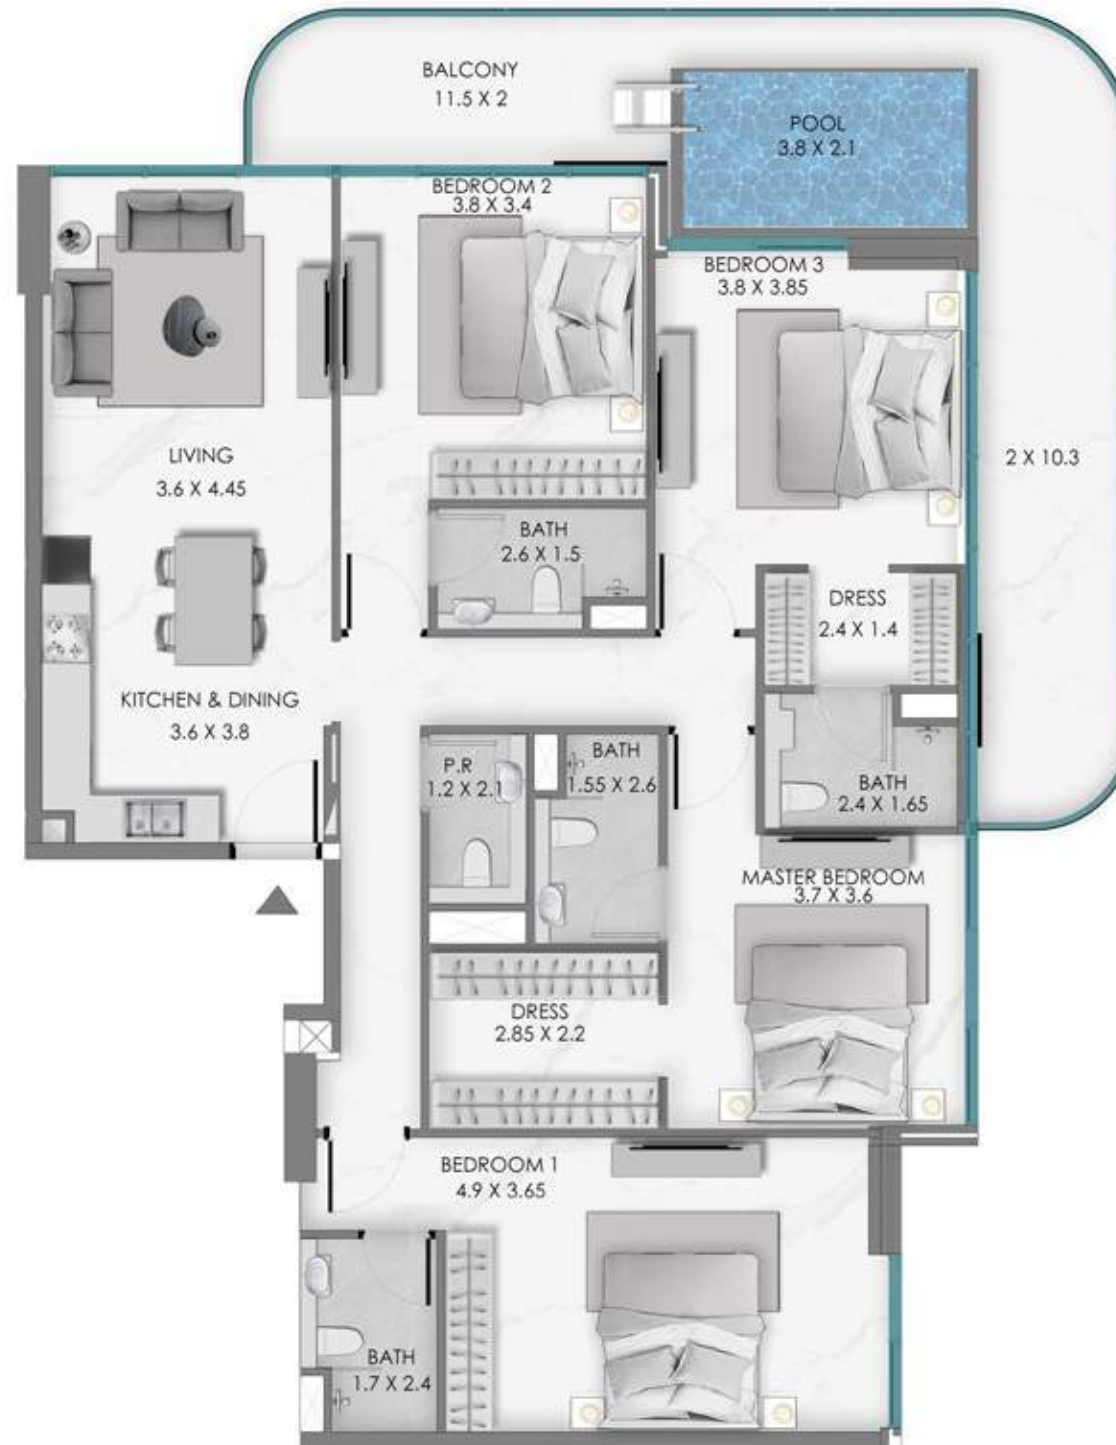 BALCONY
11.5 X 2
POOL
3.8 X 2.1
BEDROOM 2
3.8 X 3.4
BEDROOM 3
3.8 X 3.85
LIVING
3.6 X 4.45
2 X 10.3
BATH
2.6 X 1.5
DRESS
2.4 X 1.4
KITCHEN & DINING
3.6 X 3.8
P.R
1.2 X 2.1
BATH
1.55 X 2.6
BATH
2.4 X 1.65
MASTER BEDROOM
3.7 X 3.6
DRESS
2.85 X 2.2
BEDROOM 1
4.9 X 3.65
BATH
1.7 X 2.4